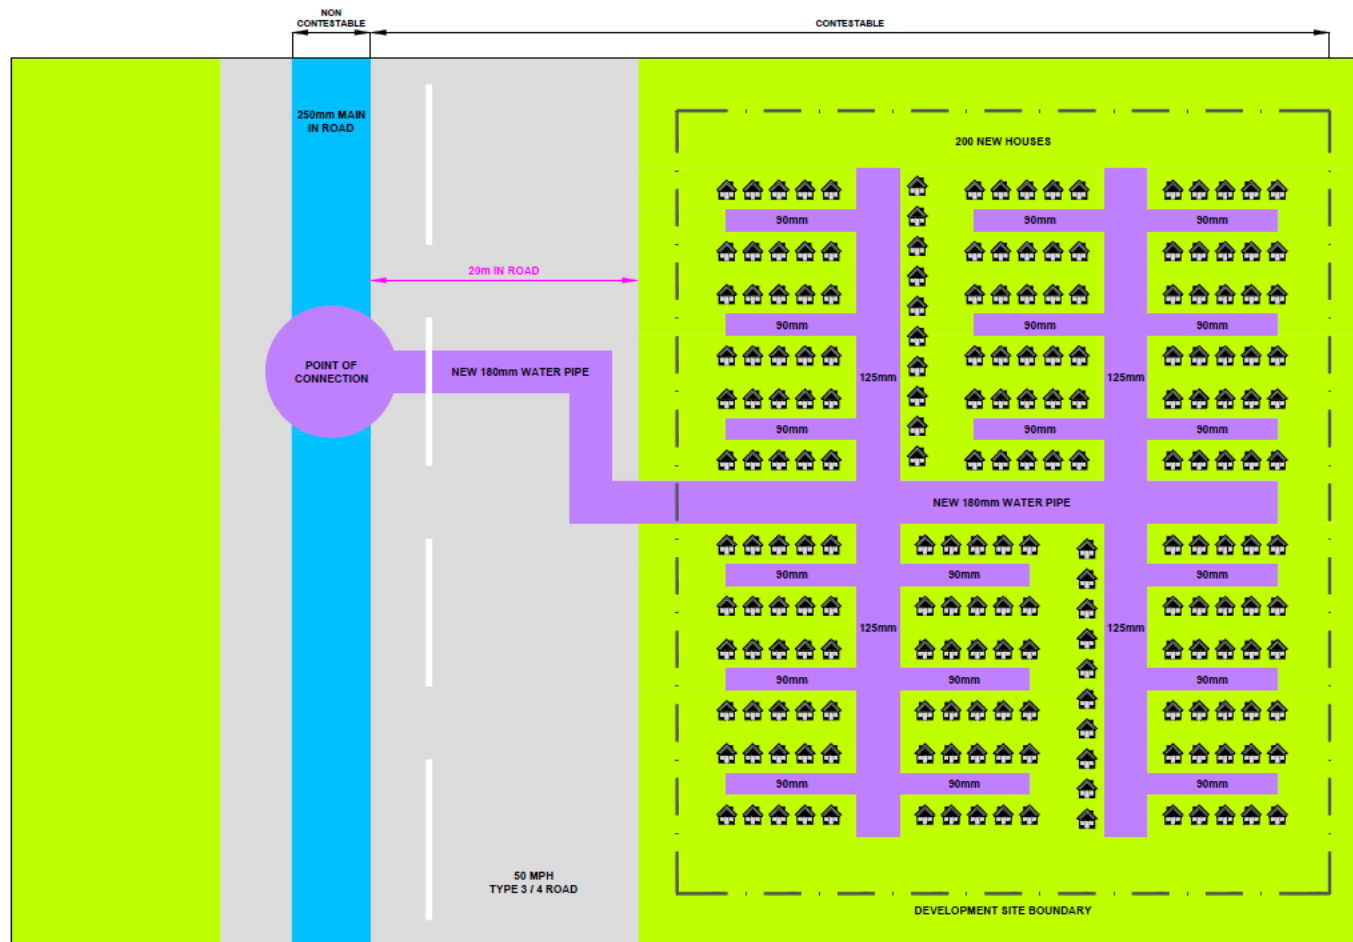 NON
CONTESTABLE
CONTESTABLE
250mm MAIN
IN ROAD
200 NEW HOUSES
90mm
90mm
90mm
20m IN ROAD
90mm
90mm
90mm
POINT OF
CONNECTION
NEW 180mm WATER PIPE
125mm
125mm
90mm
90mm
90mm
NEW 180mm WATER PIPE
90mm
90mm
90mm
125mm
125mm
90mm
90mm
90mm
90mm
90mm
90mm
50 MPH
TYPE 3 / 4 ROAD
DEVELOPMENT SITE BOUNDARY